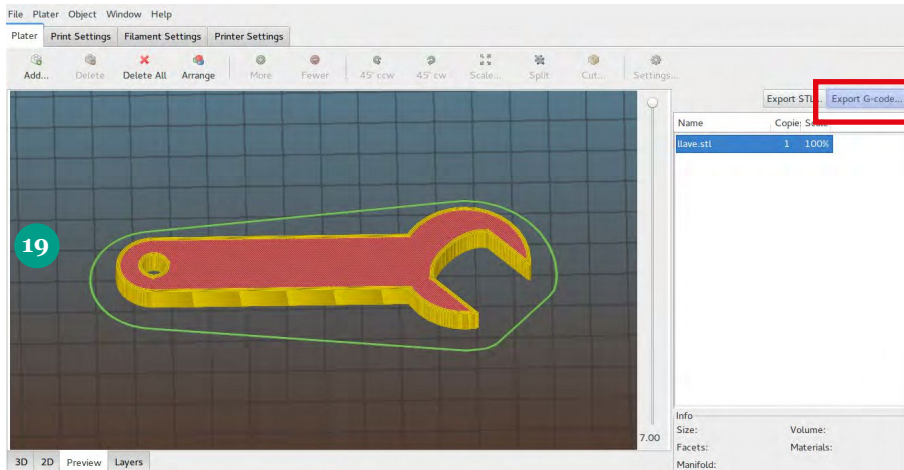 File Plater Object Window Help
Plater Print Settings Filament Settings Printer Settings
Add... Delete Delete All Arrange More Fewer 45° ccw 45° cw Scale... Split Cut... Settings...
Export STL... Export G-code...
Name Copies Scale
llave.stl 1 100%
19
7.00
Info
Size: Volume:
Facets: Materials:
Manifold:
3D 2D Preview Layers